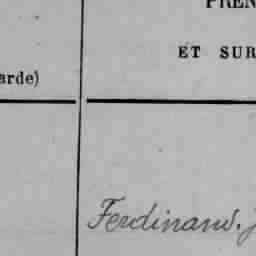 PREN
ET SUR
arde)
Ferdinand. J